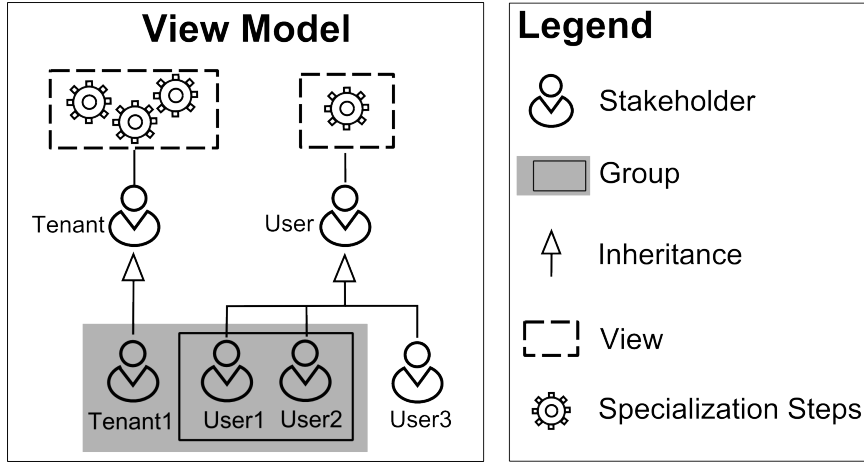 View Model
Tenant
User
Tenant1
User1
User2
User3
Legend
Stakeholder
Group
Inheritance
View
Specialization Steps